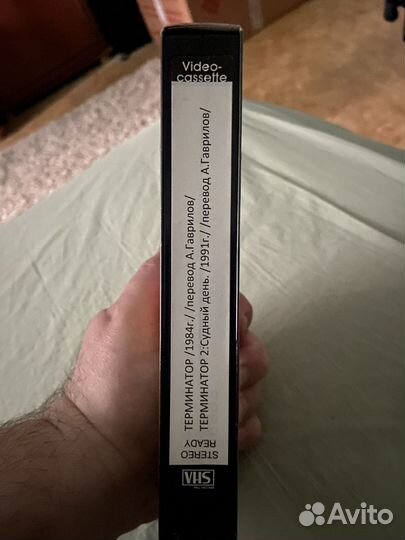 Video-
cassette
ТЕРМИНАТОР /1984г./ /перевод А.Гаврилов/
ТЕРМИНАТОР 2:Судный день. /1991г./ /перевод А.Гаврилов/
STEREO
READY
VHS
Avito